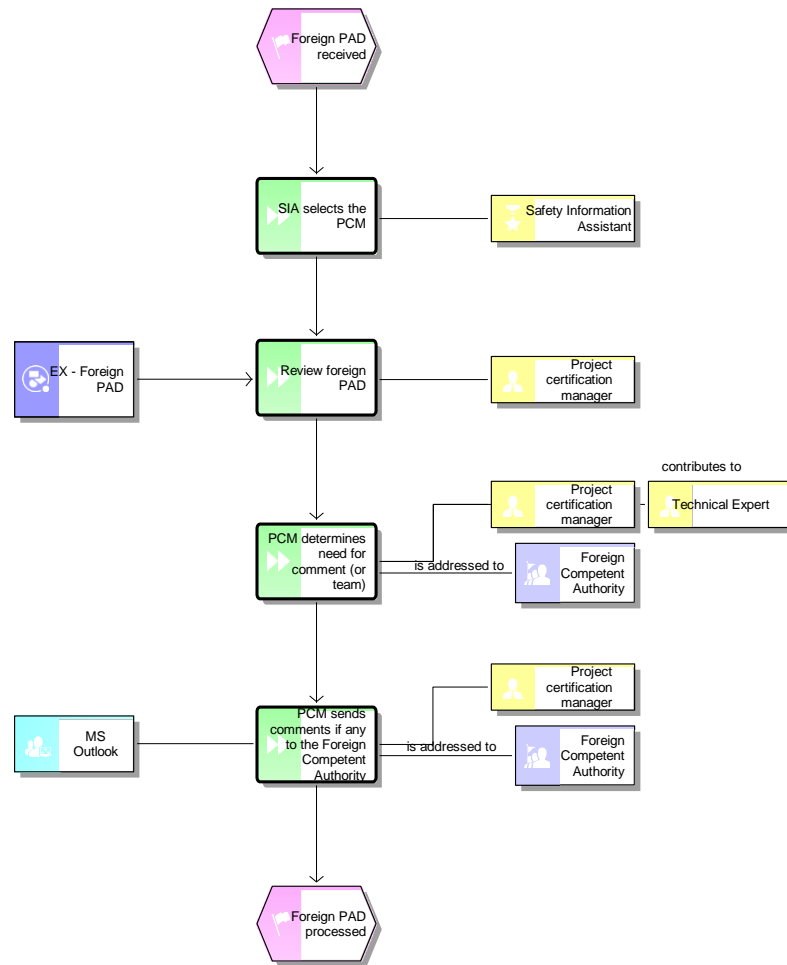 Foreign PAD
received
SIA selects the
PCM
Safety Information
Assistant
EX - Foreign
PAD
Review foreign
PAD
Project
certification
manager
contributes to
PCM determines
need for
comment (or
team)
Project
certification
manager
Technical Expert
is addressed to
Foreign
Competent
Authority
MS
Outlook
PCM sends
comments if any
to the Foreign
Competent
Authority
Project
certification
manager
is addressed to
Foreign
Competent
Authority
Foreign PAD
processed